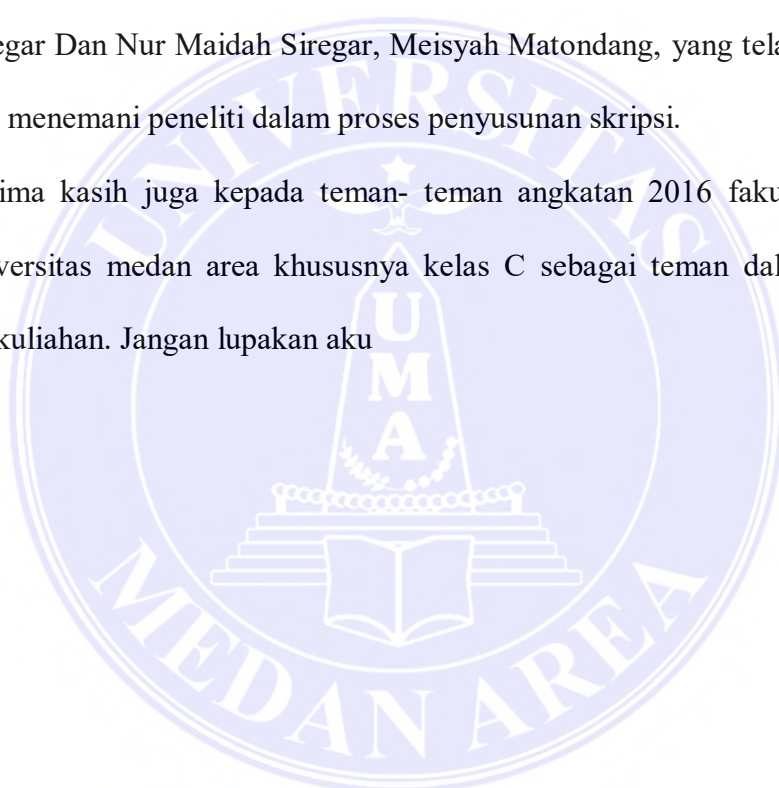 egar Dan Nur Maidah Siregar, Meisyah Matondang, yang tela
menemani peneliti dalam proses penyusunan skripsi.
ima kasih juga kepada teman- teman angkatan 2016 faku
versitas medan area khususnya kelas C sebagai teman dal
kuliahan. Jangan lupakan aku
UNIVERSITAS
U
M
A
MEDAN AREA